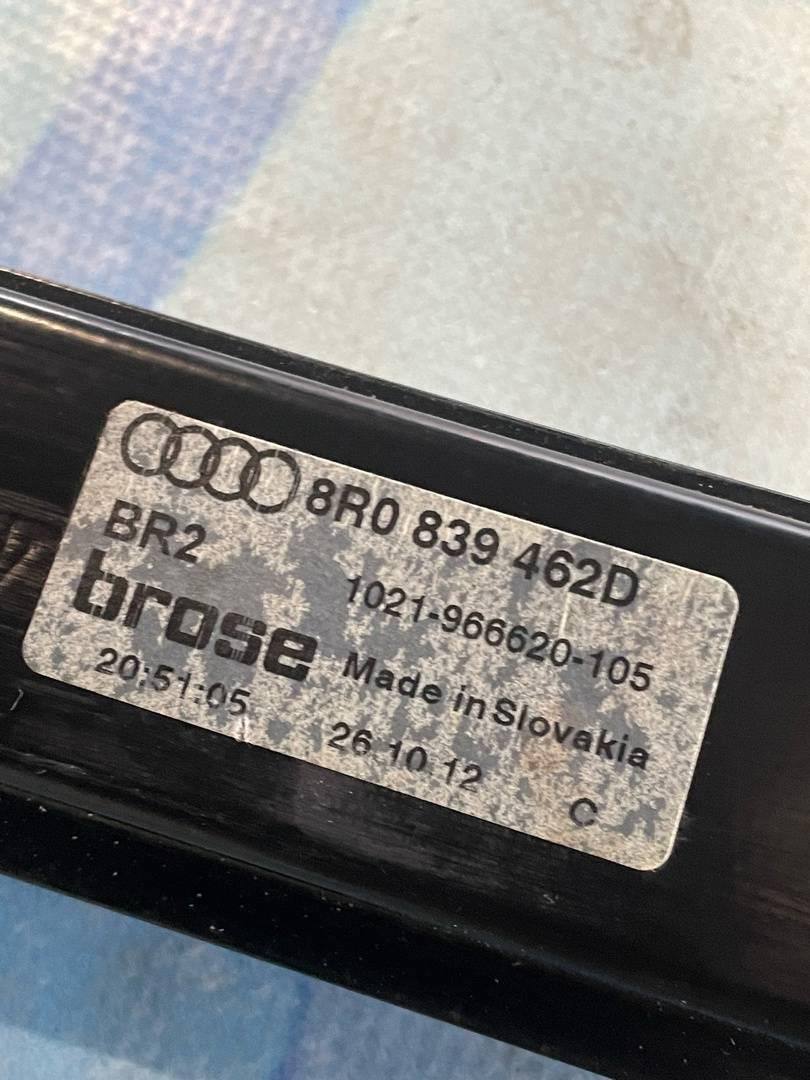 8R0 839 462D
BR2
1021-966620-105
brose
Made in Slovakia
20:51:05
26.10.12
C